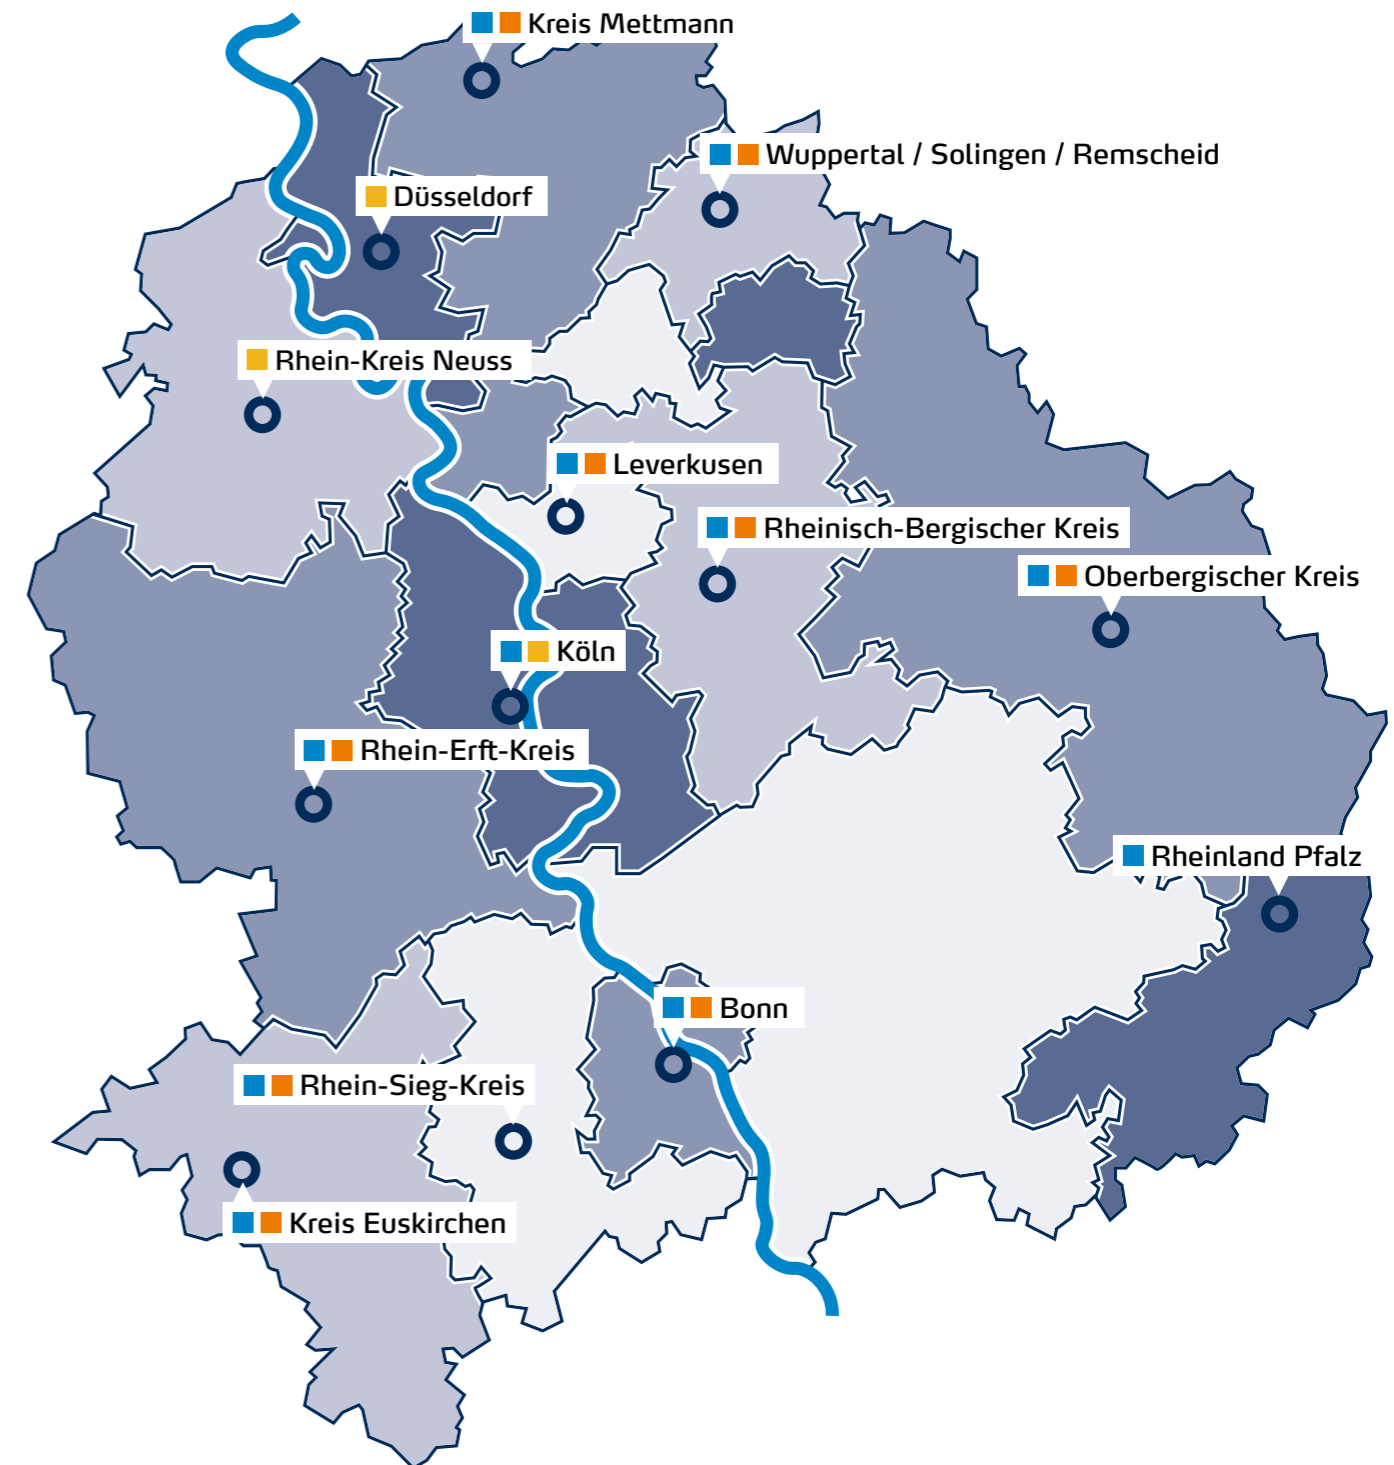 Kreis Mettmann
Wuppertal / Solingen / Remscheid
Düsseldorf
Rhein-Kreis Neuss
Leverkusen
Rheinisch-Bergischer Kreis
Oberbergischer Kreis
Köln
Rhein-Erft-Kreis
Rheinland Pfalz
Bonn
Rhein-Sieg-Kreis
Kreis Euskirchen